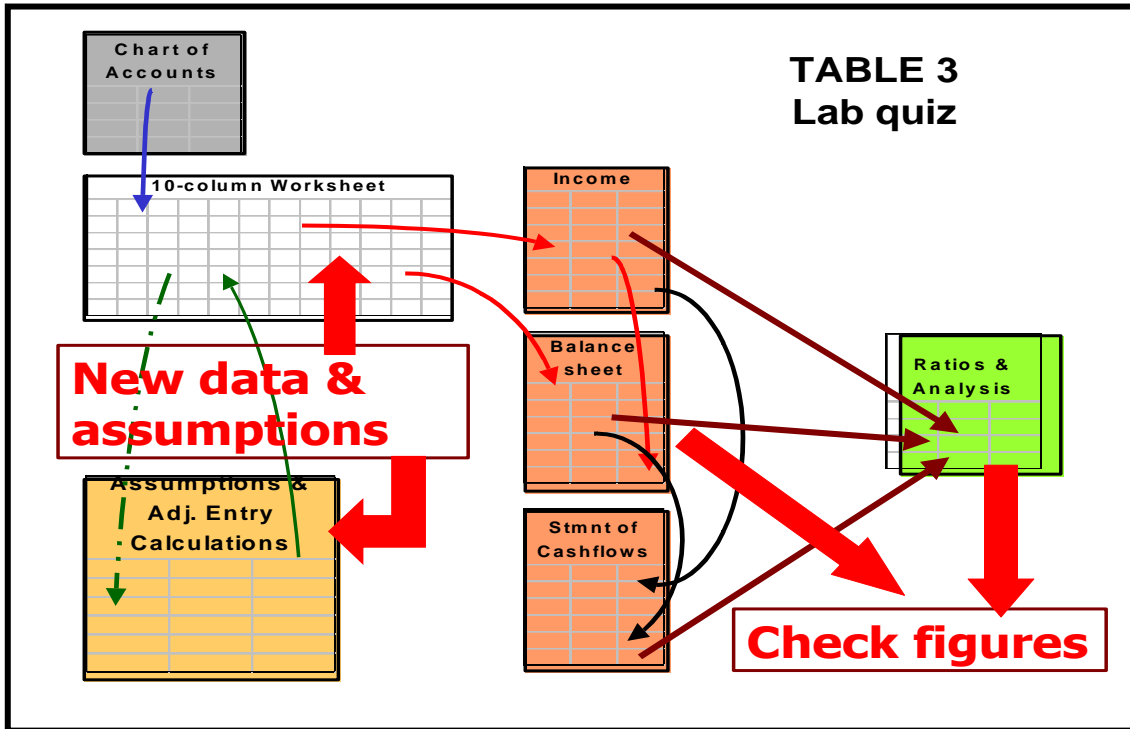 Chart of
Accounts
TABLE 3
Lab quiz
10-column Worksheet
Income
Balance
sheet
Ratios &
Analysis
New data &
assumptions
Assumptions &
Adj. Entry
Calculations
Stmnt of
Cashflows
Check figures